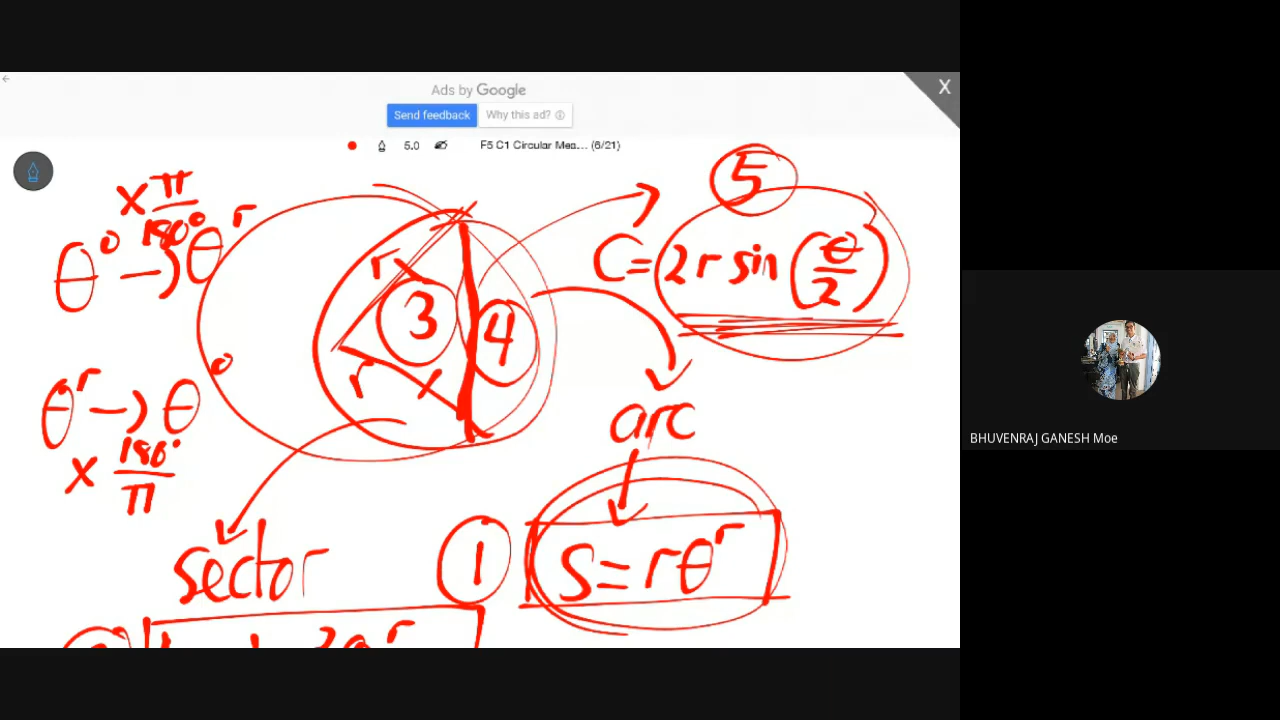 Ads by Google
X
Send feedback
Why this ad?
5.0
F5 C1 Circular Mea... (6/21)
× π/180°
θ° → θʳ
5
C = 2r sin (θ/2)
r
3
4
r
θʳ → θ°
× 180°/π
arc
sector
1
S = rθʳ
BHUVENRAJ GANESH Moe